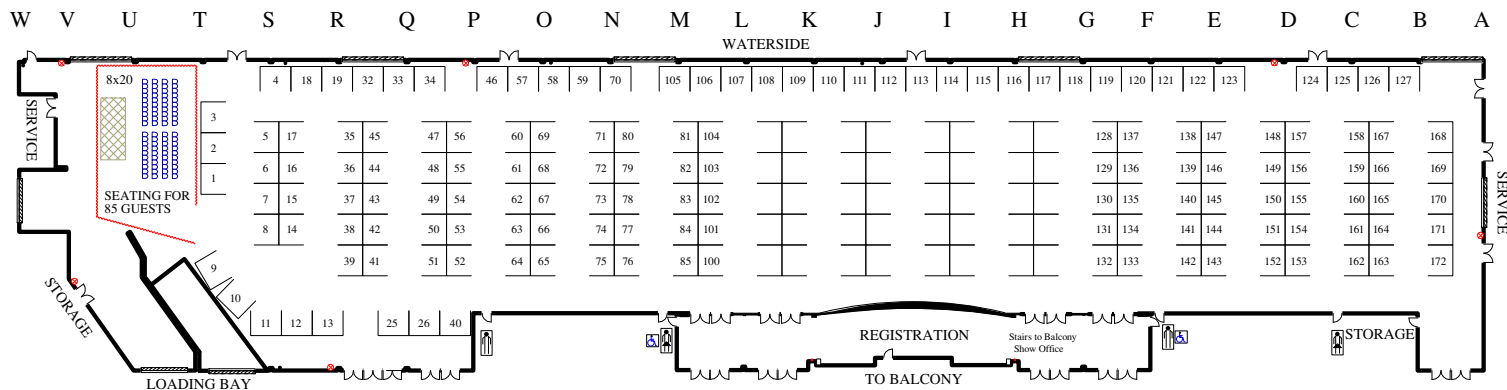 W V U T S R Q P O N M L K J I H G F E D C B A
WATERSIDE
8x20
4 18 19 32 33 34 46 57 58 59 70 105 106 107 108 109 110 111 112 113 114 115 116 117 118 119 120 121 122 123 124 125 126 127
SERVICE
3
5 17 35 45 47 56 60 69 71 80 81 104 128 137 138 147 148 157 158 167 168
2
6 16 36 44 48 55 61 68 72 79 82 103 129 136 139 146 149 156 159 166 169
1
SEATING FOR
85 GUESTS
7 15 37 43 49 54 62 67 73 78 83 102 130 135 140 145 150 155 160 165 170
SERVICE
8 14 38 42 50 53 63 66 74 77 84 101 131 134 141 144 151 154 161 164 171
39 41 51 52 64 65 75 76 85 100 132 133 142 143 152 153 162 163 172
9
10
STORAGE
11 12 13 25 26 40
REGISTRATION
Stairs to Balcony
Show Office
STORAGE
LOADING BAY
TO BALCONY